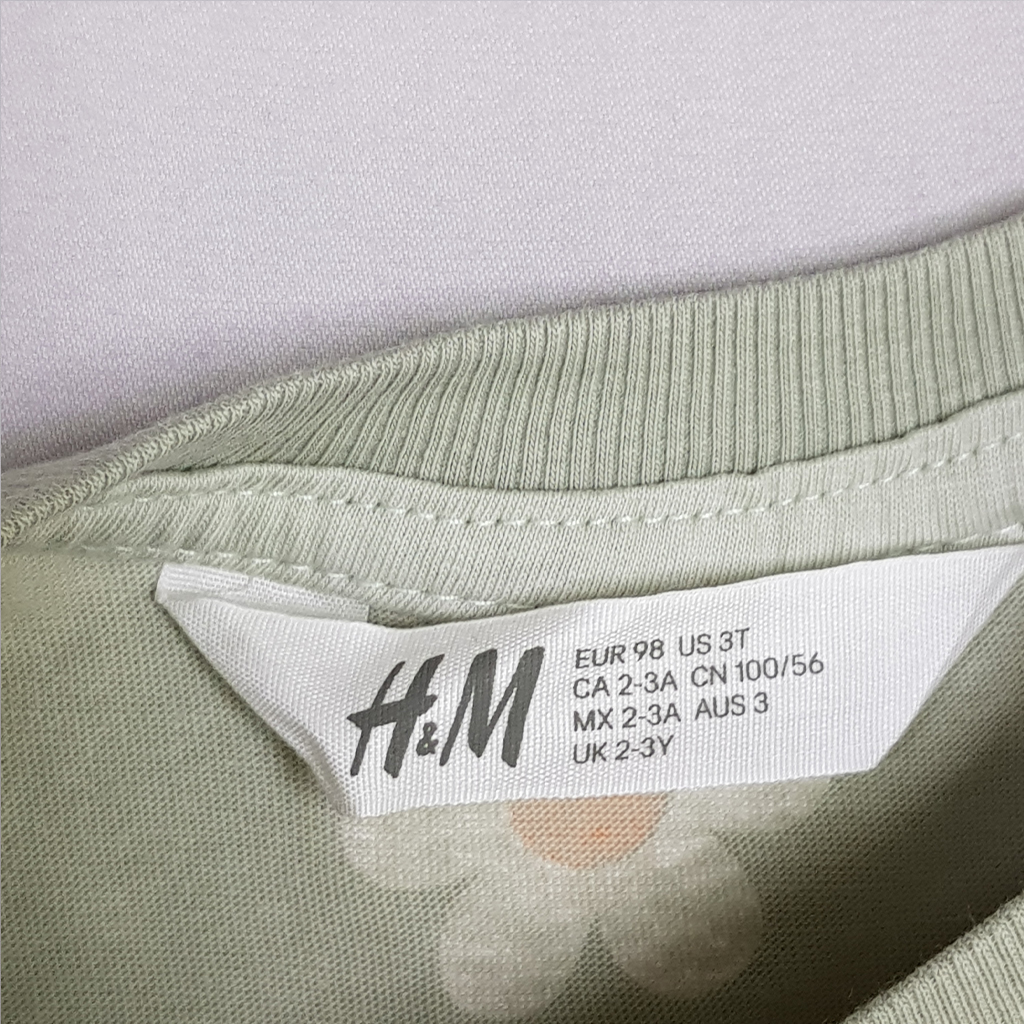 H&M
EUR 98 US 3T
CA 2-3A CN 100/56
MX 2-3A AUS 3
UK 2-3Y